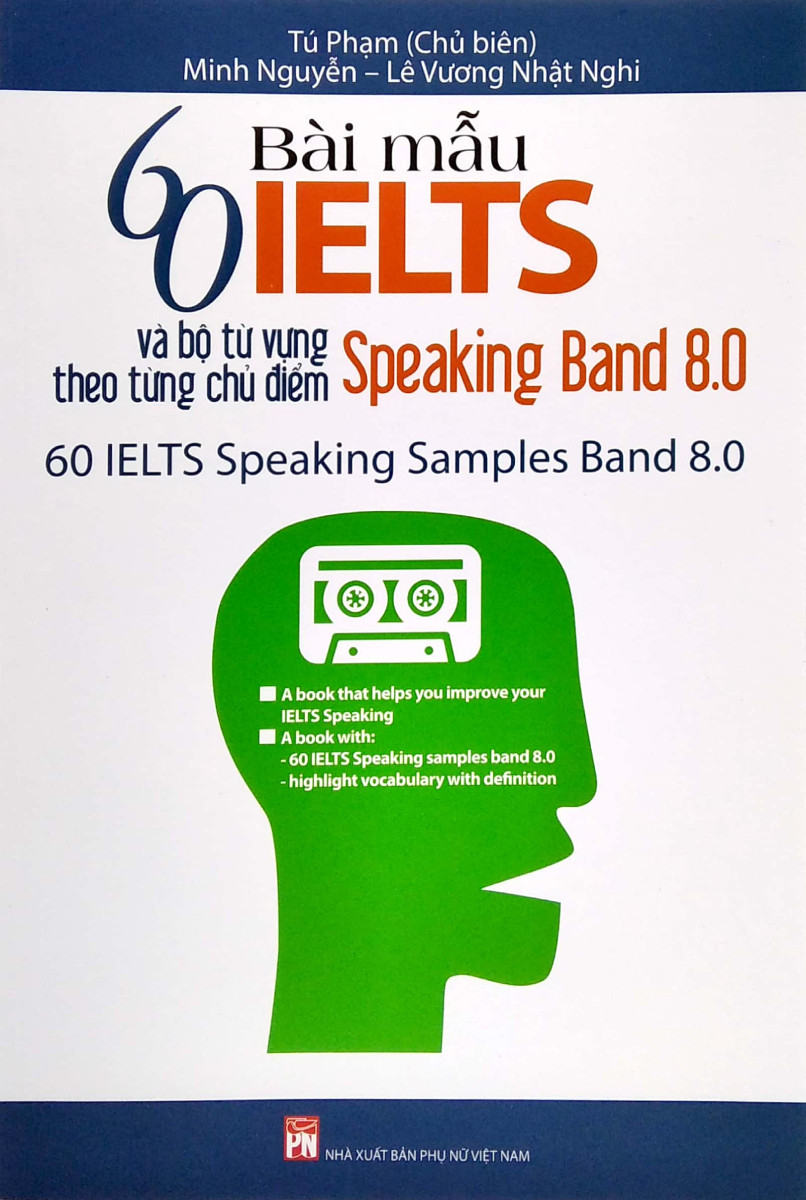 Tú Phạm (Chủ biên)
Minh Nguyễn – Lê Vương Nhật Nghi
60 Bài mẫu
IELTS
và bộ từ vựng
theo từng chủ điểm
Speaking Band 8.0
60 IELTS Speaking Samples Band 8.0
A book that helps you improve your
IELTS Speaking
A book with:
- 60 IELTS Speaking samples band 8.0
- highlight vocabulary with definition
PN
NHÀ XUẤT BẢN PHỤ NỮ VIỆT NAM